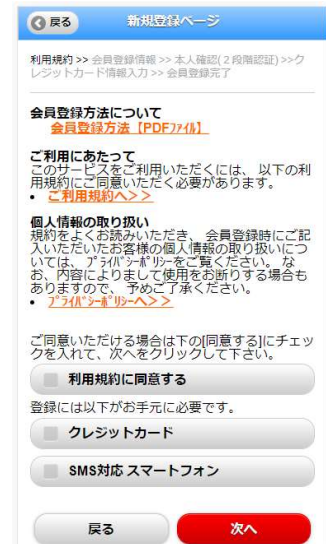 戻る
新規登録ページ
利用規約 >> 会員登録情報 >> 本人確認(２段階認証) >>ク
レジットカード情報入力 >> 会員登録完了
会員登録方法について
会員登録方法【PDFﾌｧｲﾙ】
ご利用にあたって
このサービスをご利用いただくには、 以下の利
用規約にご同意いただく必要があります。
• ご利用規約へ＞＞
個人情報の取り扱い
規約をよくお読みいただき、 会員登録時にご記
入いただいたお客様の個人情報の取り扱いにつ
いては、 ﾌﾟﾗｲﾊﾞｼｰﾎﾟﾘｼｰをご覧ください。 な
お、内容によりまして使用をお断りする場合も
ありますので、 予めご了承ください。
• ﾌﾟﾗｲﾊﾞｼｰﾎﾟﾘｼｰへ＞＞
ご同意いただける場合は下の[同意する]にチェッ
クを入れて、次へをクリックして下さい。
利用規約に同意する
登録には以下がお手元に必要です。
クレジットカード
SMS対応 スマートフォン
戻る
次へ